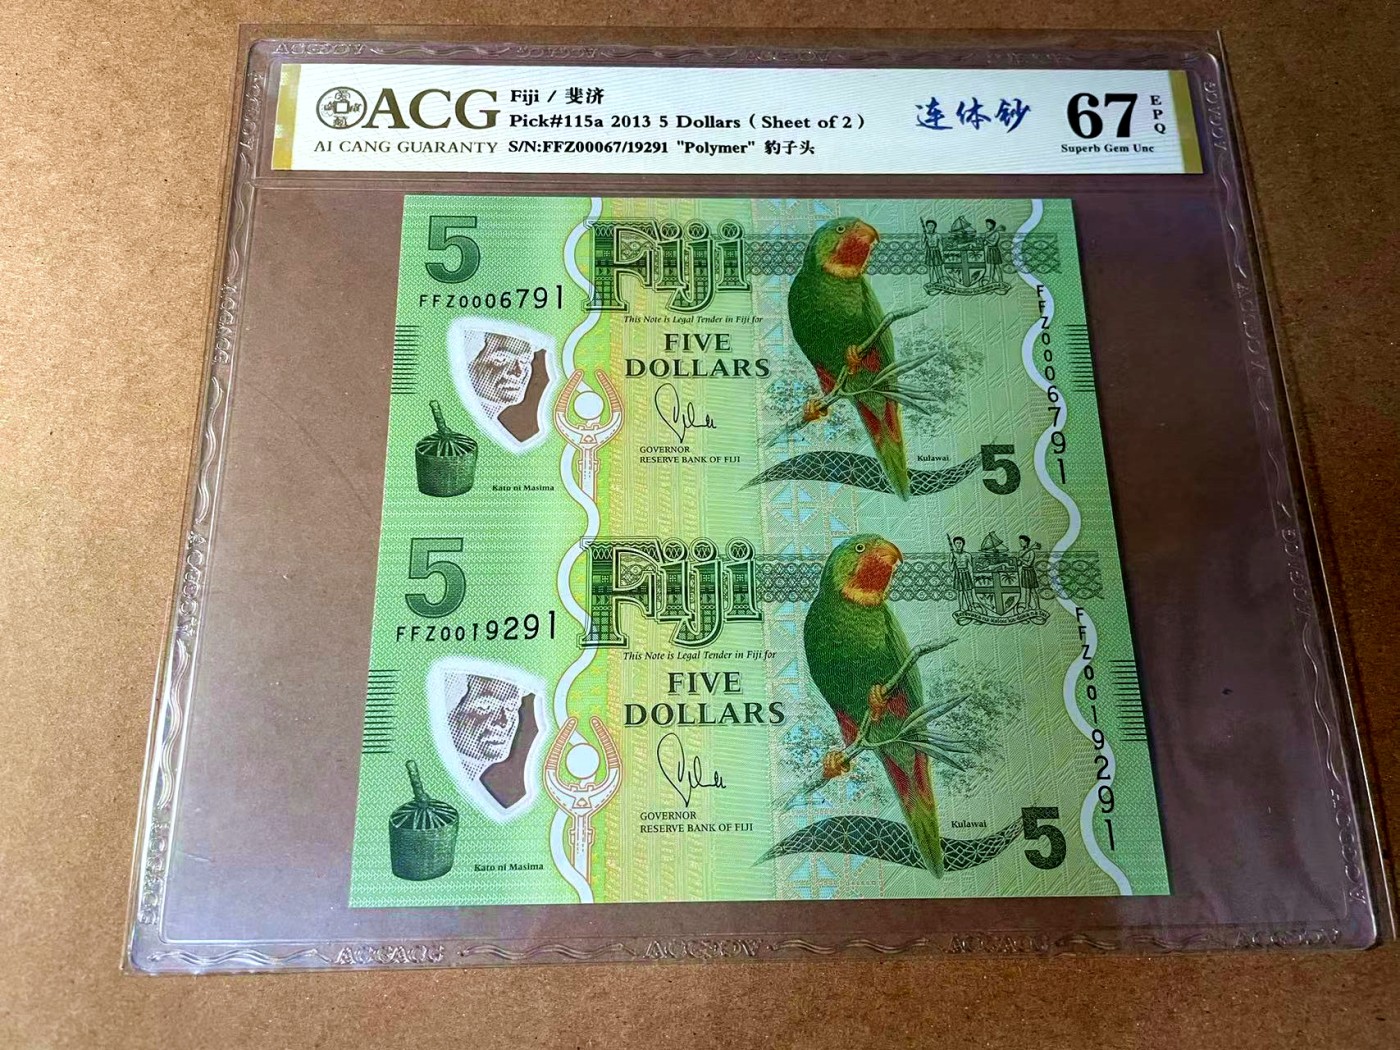 ACG
AI CANG GUARANTY
Fiji / 斐济
Pick#115a 2013 5 Dollars ( Sheet of 2 )
S/N:FFZ00067/19291 "Polymer" 豹子头
连体钞
67
EPQ
Superb Gem Unc
5
FFZ0006791
Fiji
This Note is Legal Tender in Fiji for
FIVE
DOLLARS
GOVERNOR
RESERVE BANK OF FIJI
Kato ni Masima
Kulawai
5
FFZ0006791
5
FFZ0019291
Fiji
This Note is Legal Tender in Fiji for
FIVE
DOLLARS
GOVERNOR
RESERVE BANK OF FIJI
Kato ni Masima
Kulawai
5
FFZ0019291